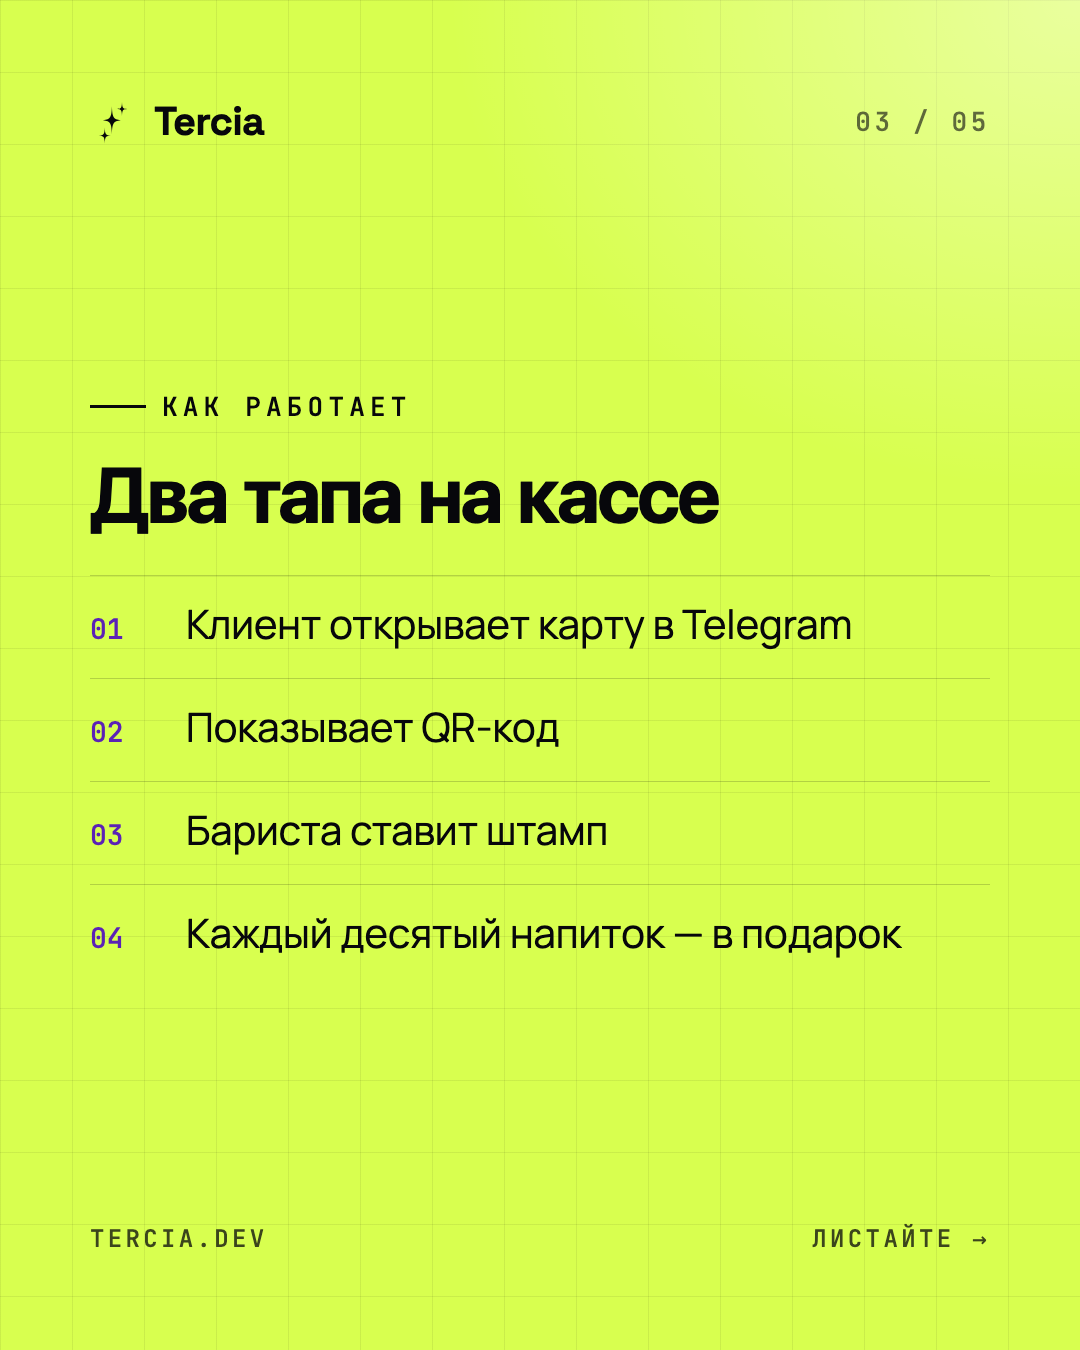 Tercia
03 / 05
КАК РАБОТАЕТ
Два тапа на кассе
01 Клиент открывает карту в Telegram
02 Показывает QR-код
03 Бариста ставит штамп
04 Каждый десятый напиток — в подарок
TERCIA.DEV
ЛИСТАЙТЕ →